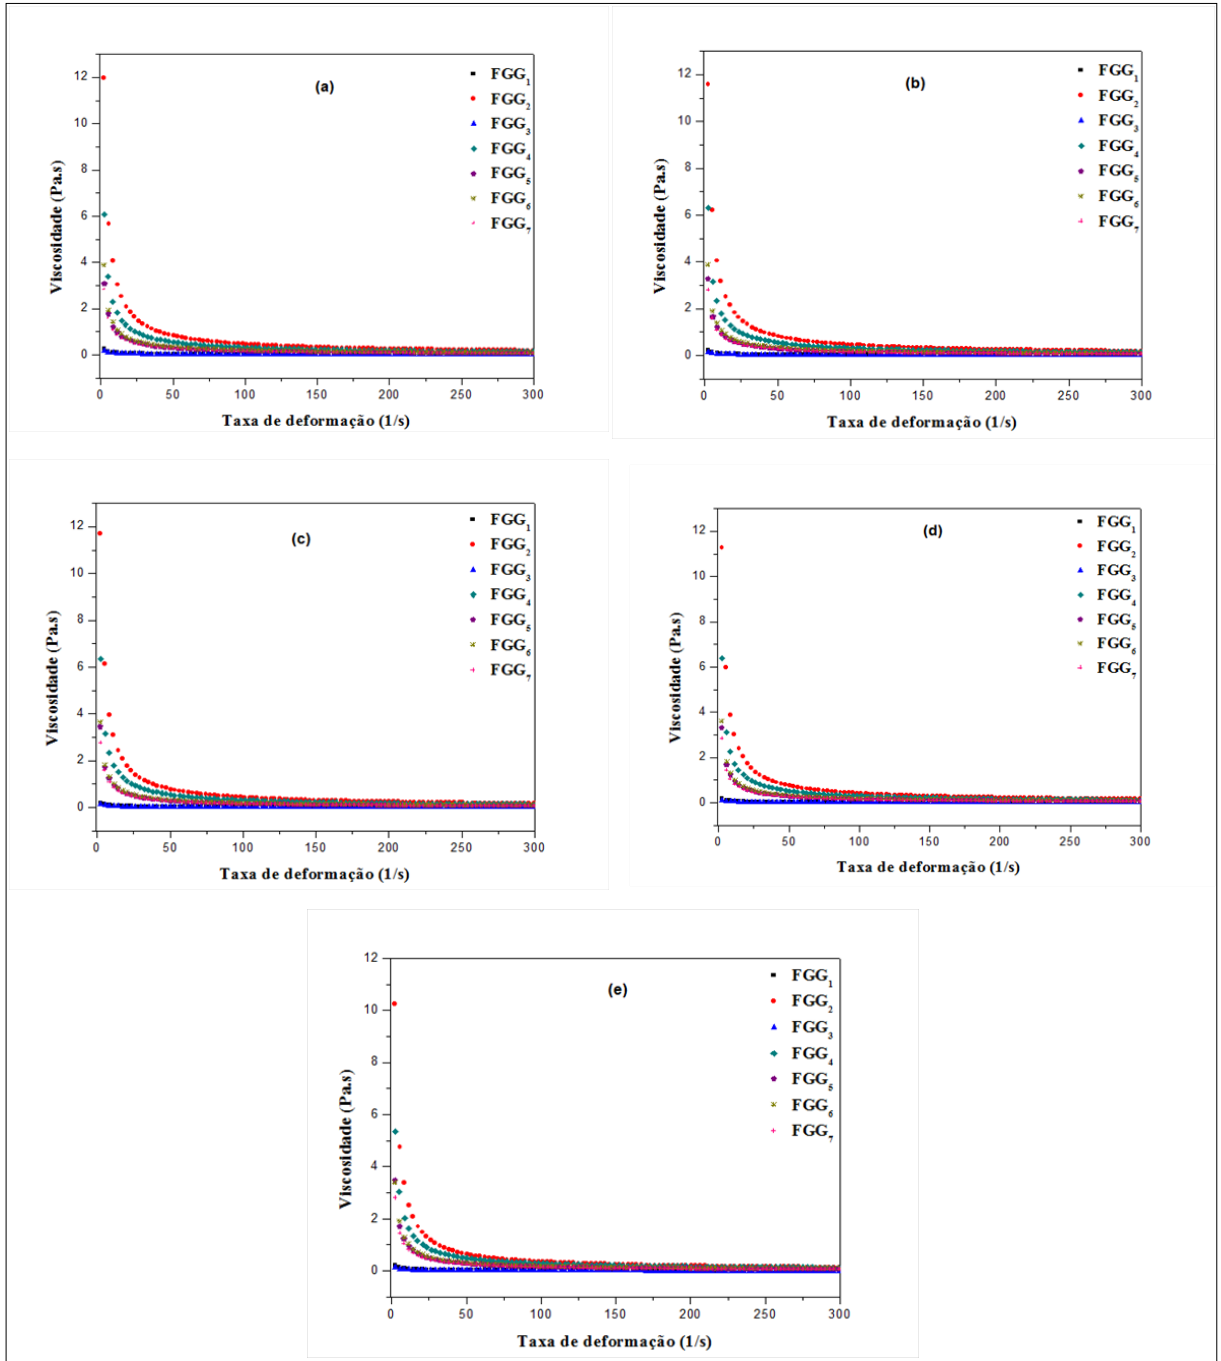 (a)
FGG1
FGG2
FGG3
FGG4
FGG5
FGG6
FGG7
12
10
8
6
4
2
0
Viscosidade (Pa.s)
0 50 100 150 200 250 300
Taxa de deformação (1/s)
(b)
FGG1
FGG2
FGG3
FGG4
FGG5
FGG6
FGG7
12
10
8
6
4
2
0
Viscosidade (Pa.s)
0 50 100 150 200 250 300
Taxa de deformação (1/s)
(c)
FGG1
FGG2
FGG3
FGG4
FGG5
FGG6
FGG7
12
10
8
6
4
2
0
Viscosidade (Pa.s)
0 50 100 150 200 250 300
Taxa de deformação (1/s)
(d)
FGG1
FGG2
FGG3
FGG4
FGG5
FGG6
FGG7
12
10
8
6
4
2
0
Viscosidade (Pa.s)
0 50 100 150 200 250 300
Taxa de deformação (1/s)
(e)
FGG1
FGG2
FGG3
FGG4
FGG5
FGG6
FGG7
12
10
8
6
4
2
0
Viscosidade (Pa.s)
0 50 100 150 200 250 300
Taxa de deformação (1/s)